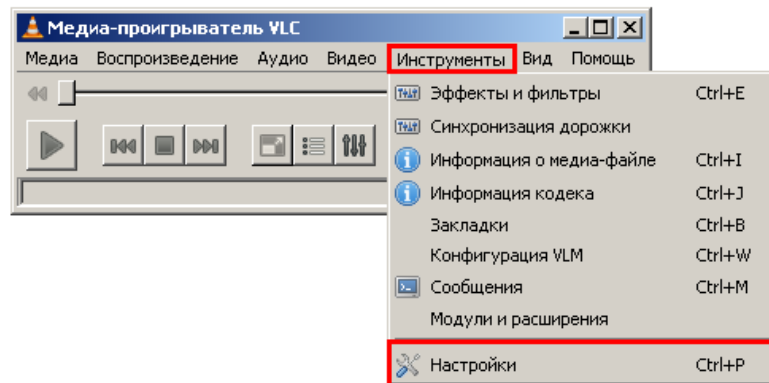 Медиа-проигрыватель VLC
Медиа Воспроизведение Аудио Видео Инструменты Вид Помощь
Эффекты и фильтры Ctrl+E
Синхронизация дорожки
Информация о медиа-файле Ctrl+I
Информация кодека Ctrl+J
Закладки Ctrl+B
Конфигурация VLM Ctrl+W
Сообщения Ctrl+M
Модули и расширения
Настройки Ctrl+P